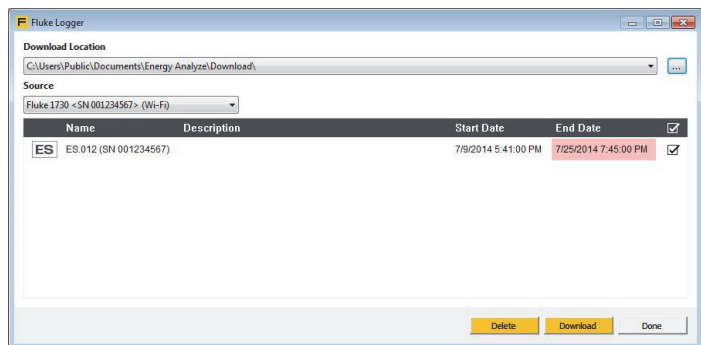 F Fluke Logger
Download Location
C:\Users\Public\Documents\Energy Analyze\Download\ ...
Source
Fluke 1730 <SN 001234567> (Wi-Fi)
Name Description Start Date End Date
ES ES.012 (SN 001234567) 7/9/2014 5:41:00 PM 7/25/2014 7:45:00 PM
Delete Download Done